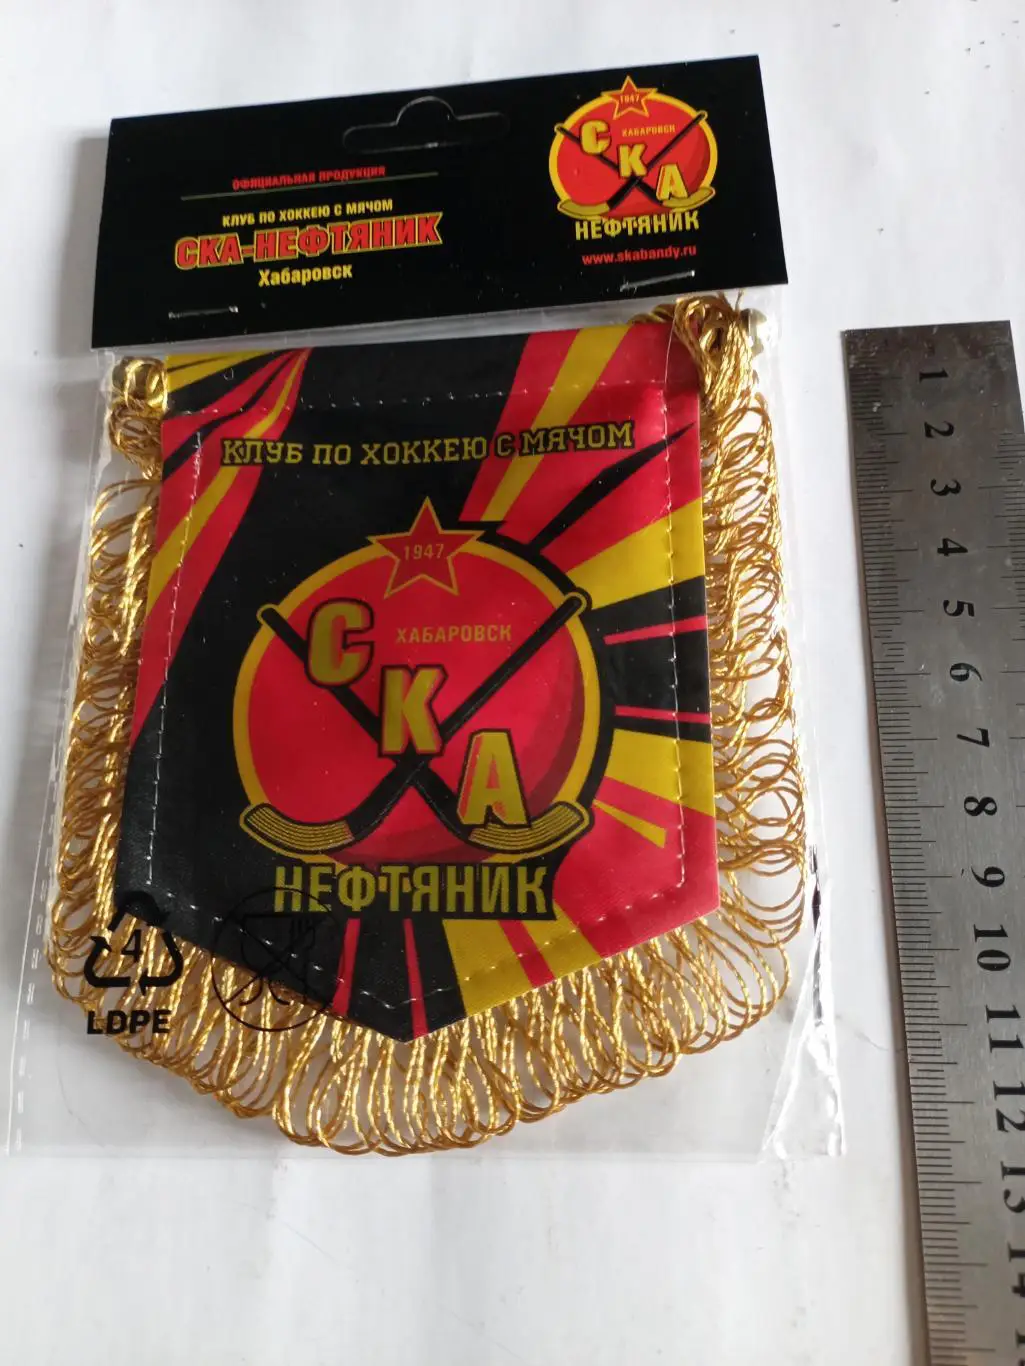 ОФИЦИАЛЬНАЯ ПРОДУКЦИЯ
КЛУБ ПО ХОККЕЮ С МЯЧОМ
СКА-НЕФТЯНИК
Хабаровск
1947
ХАБАРОВСК
СКА
НЕФТЯНИК
www.skabandy.ru
КЛУБ ПО ХОККЕЮ С МЯЧОМ
1947
ХАБАРОВСК
СКА
НЕФТЯНИК
4
LDPE
1
2
3
4
5
6
7
8
9
10
11
12
13
14